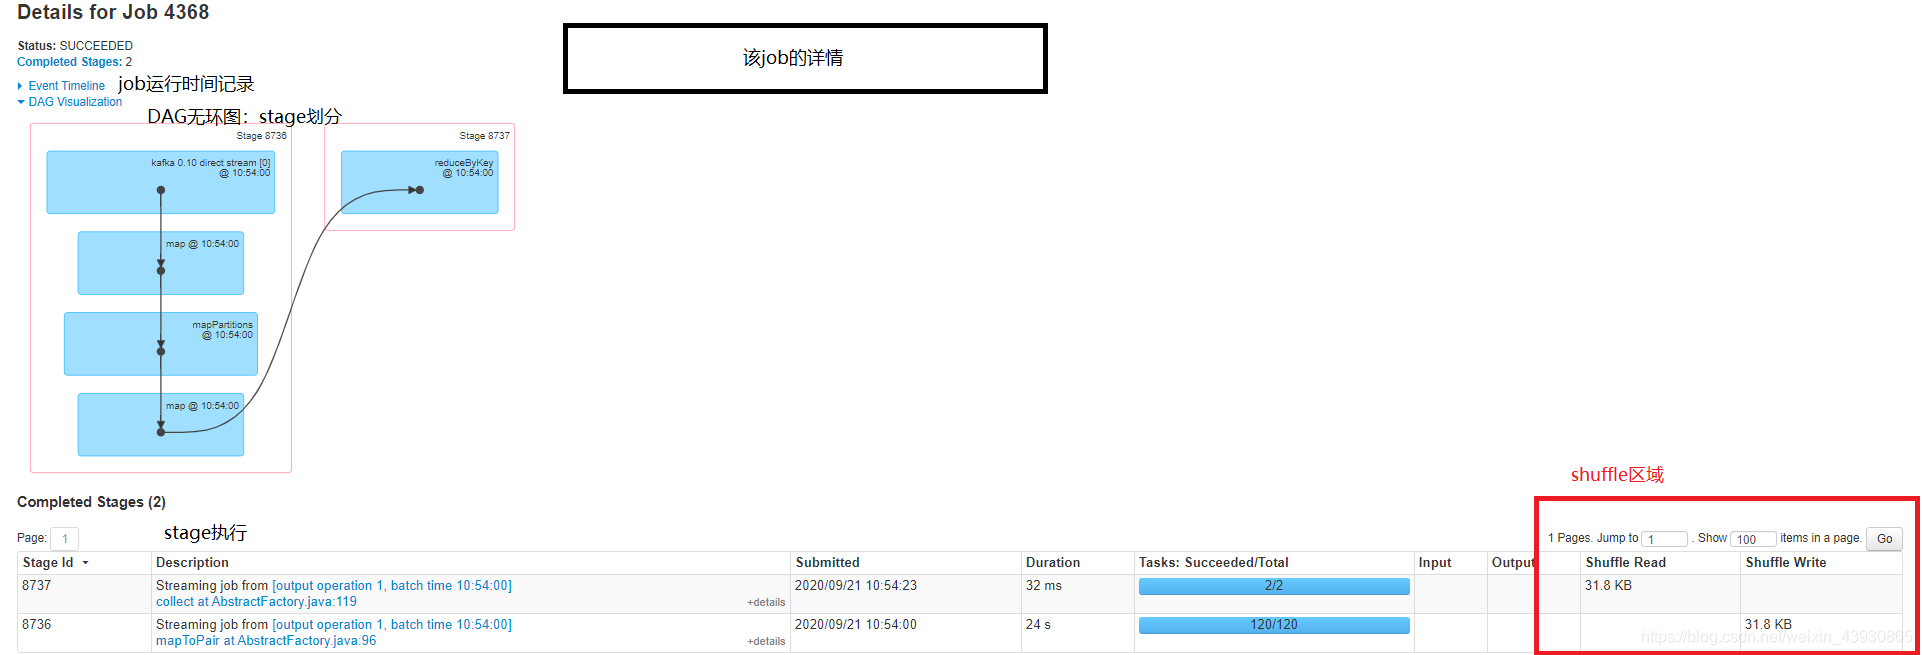 Details for Job 4368
Status: SUCCEEDED
Completed Stages: 2
Event Timeline
job运行时间记录
DAG Visualization
DAG无环图：stage划分
该job的详情
Stage 8736
kafka 0.10 direct stream [0]
@ 10:54:00
map @ 10:54:00
mapPartitions
@ 10:54:00
map @ 10:54:00
Stage 8737
reduceByKey
@ 10:54:00
shuffle区域
Completed Stages (2)
stage执行
Page: 1
1 Pages. Jump to 1 . Show 100 items in a page. Go
Stage Id Description Submitted Duration Tasks: Succeeded/Total Input Output Shuffle Read Shuffle Write
8737 Streaming job from [output operation 1, batch time 10:54:00] 2020/09/21 10:54:23 32 ms 2/2 31.8 KB
collect at AbstractFactory.java:119 +details
8736 Streaming job from [output operation 1, batch time 10:54:00] 2020/09/21 10:54:00 24 s 120/120 31.8 KB
mapToPair at AbstractFactory.java:96 +details
https://blog.csdn.net/weixin_43930865